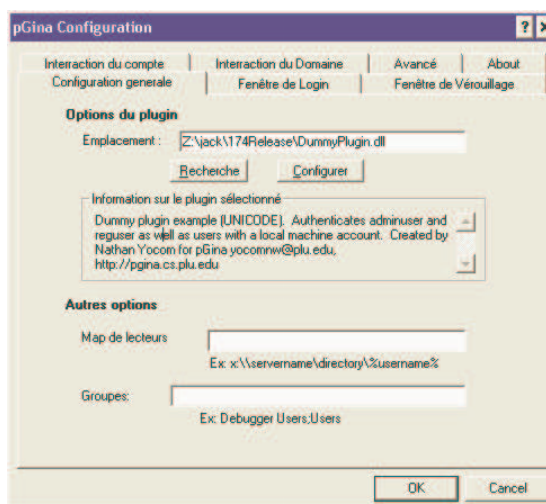 pGina Configuration
Interraction du compte
Interraction du Domaine
Avancé
About
Configuration generale
Fenêtre de Login
Fenêtre de Vérouillage
Options du plugin
Emplacement :
Z:\jack\174Release\DummyPlugin.dll
Recherche
Configurer
Information sur le plugin sélectionné
Dummy plugin example (UNICODE). Authenticates adminuser and
reguser as well as users with a local machine account. Created by
Nathan Yocom for pGina yocomnw@plu.edu,
http://pgina.cs.plu.edu
Autres options
Map de lecteurs
Ex: x:\\servername\directory\%username%
Groupes:
Ex: Debugger Users;Users
OK
Cancel